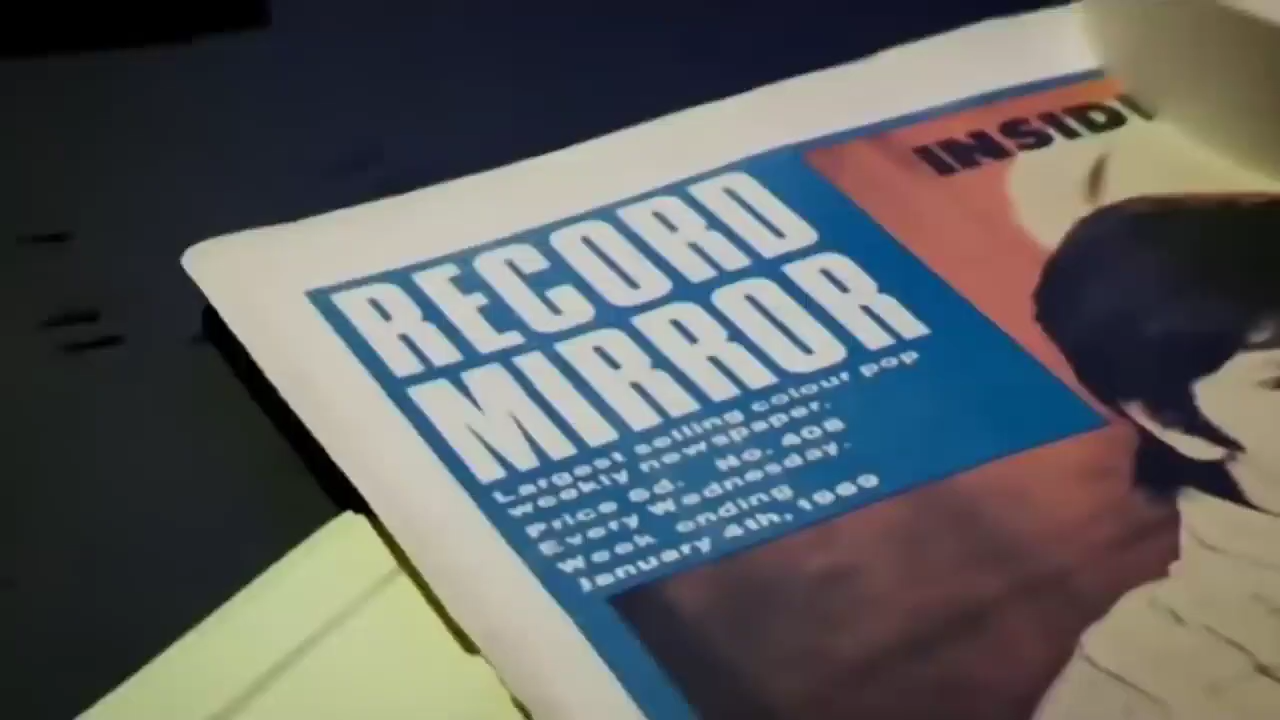 RECORD
MIRROR
Largest selling colour pop
weekly newspaper.
Price 6d. No. 408
Every Wednesday.
Week ending
January 4th, 1969
INSID